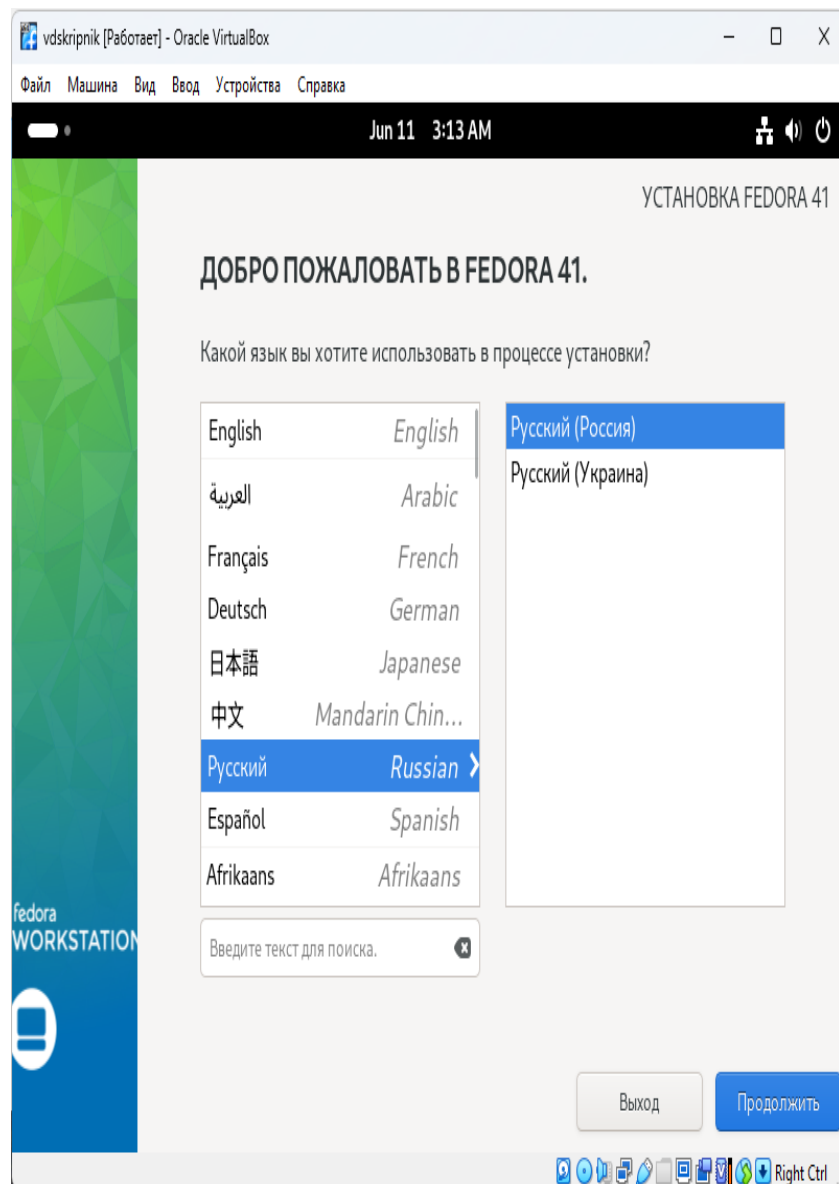 vdskripnik [Работает] - Oracle VirtualBox
Файл Машина Вид Ввод Устройства Справка
Jun 11 3:13 AM
УСТАНОВКА FEDORA 41
ДОБРО ПОЖАЛОВАТЬ В FEDORA 41.
Какой язык вы хотите использовать в процессе установки?
English English
العربية Arabic
Français French
Deutsch German
日本語 Japanese
中文 Mandarin Chin...
Русский Russian
Español Spanish
Afrikaans Afrikaans
Русский (Россия)
Русский (Украина)
Введите текст для поиска.
fedora
WORKSTATION
Выход Продолжить
Right Ctrl